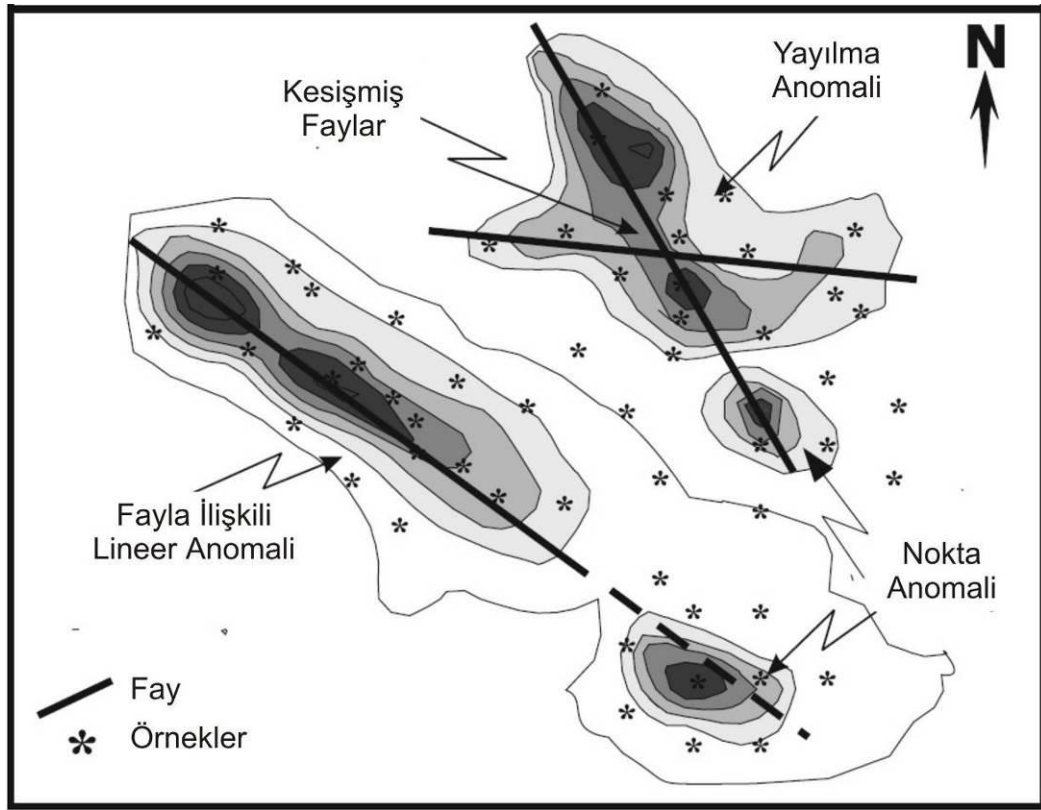 Yayılma
Anomali
N
Kesişmiş
Faylar
Fayla İlişkili
Lineer Anomali
Nokta
Anomali
Fay
Örnekler